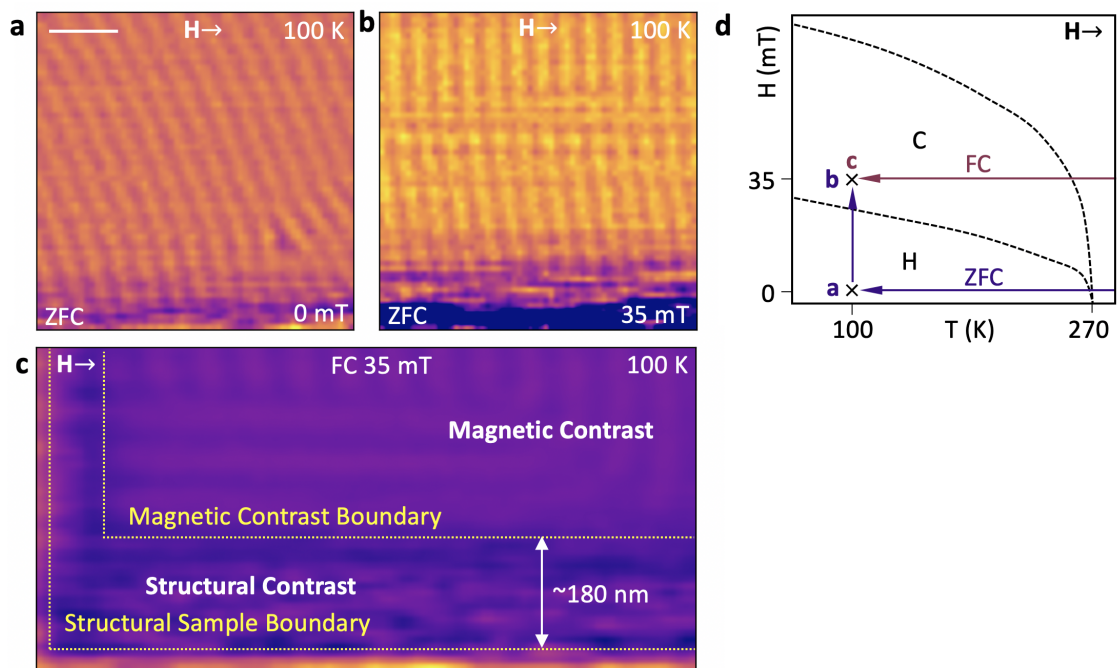 a
H→ 100 K
ZFC 0 mT
b
H→ 100 K
ZFC 35 mT
c
H→ FC 35 mT 100 K
Magnetic Contrast
Magnetic Contrast Boundary
Structural Contrast
~180 nm
Structural Sample Boundary
d
H→
H (mT)
C
c
FC
35
b
H
ZFC
0
a
100 T (K) 270